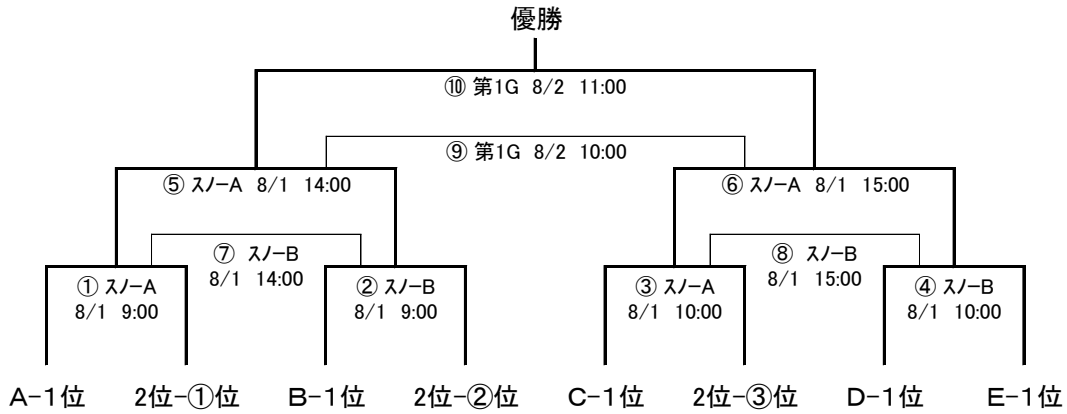 優勝
⑩ 第1G 8/2 11:00
⑨ 第1G 8/2 10:00
⑤ スノーA 8/1 14:00
⑥ スノーA 8/1 15:00
⑦ スノーB
8/1 14:00
⑧ スノーB
8/1 15:00
① スノーA
8/1 9:00
② スノーB
8/1 9:00
③ スノーA
8/1 10:00
④ スノーB
8/1 10:00
A-1位 2位-①位 B-1位 2位-②位 C-1位 2位-③位 D-1位 E-1位